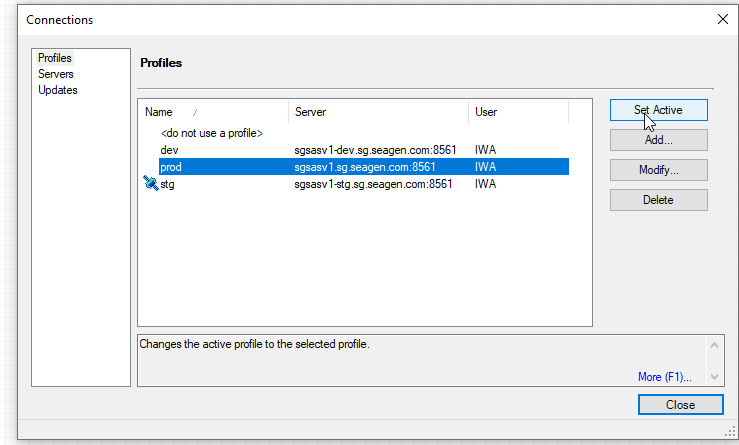 Connections
Profiles
Servers
Updates
Profiles
Name / Server User
<do not use a profile>
dev sgsasv1-dev.sg.seagen.com:8561 IWA
prod sgsasv1.sg.seagen.com:8561 IWA
stg sgsasv1-stg.sg.seagen.com:8561 IWA
Set Active
Add...
Modify...
Delete
Changes the active profile to the selected profile.
More (F1)...
Close